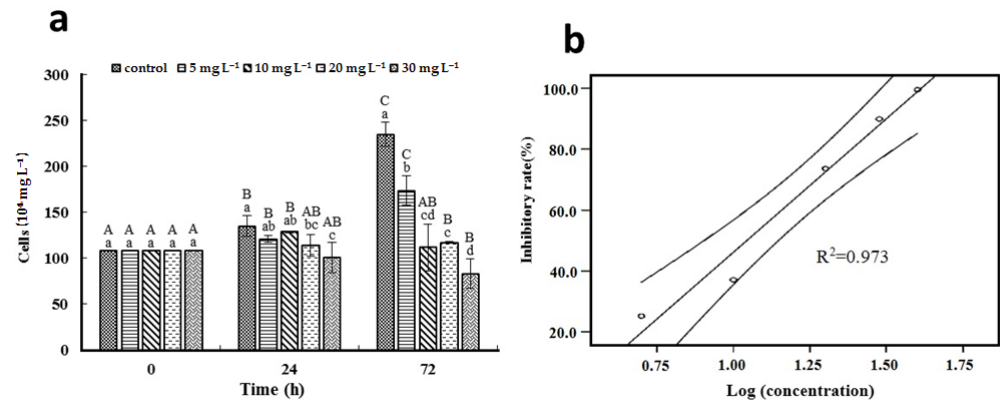 a
control 5 mg L⁻¹ 10 mg L⁻¹ 20 mg L⁻¹ 30 mg L⁻¹
300
250
200
150
100
50
0
Cells (10⁴mg L⁻¹)
A A A A A
a a a a a
B B B AB AB
a ab ab bc c
C C AB B B
a b cd c d
0 24 72
Time (h)
b
100.0
80.0
60.0
40.0
20.0
Inhibitory rate(%)
R²=0.973
0.75 1.00 1.25 1.50 1.75
Log (concentration)